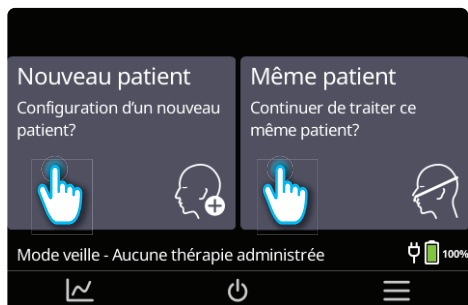 Nouveau patient
Configuration d'un nouveau
patient?
Même patient
Continuer de traiter ce
même patient?
Mode veille - Aucune thérapie administrée
100%